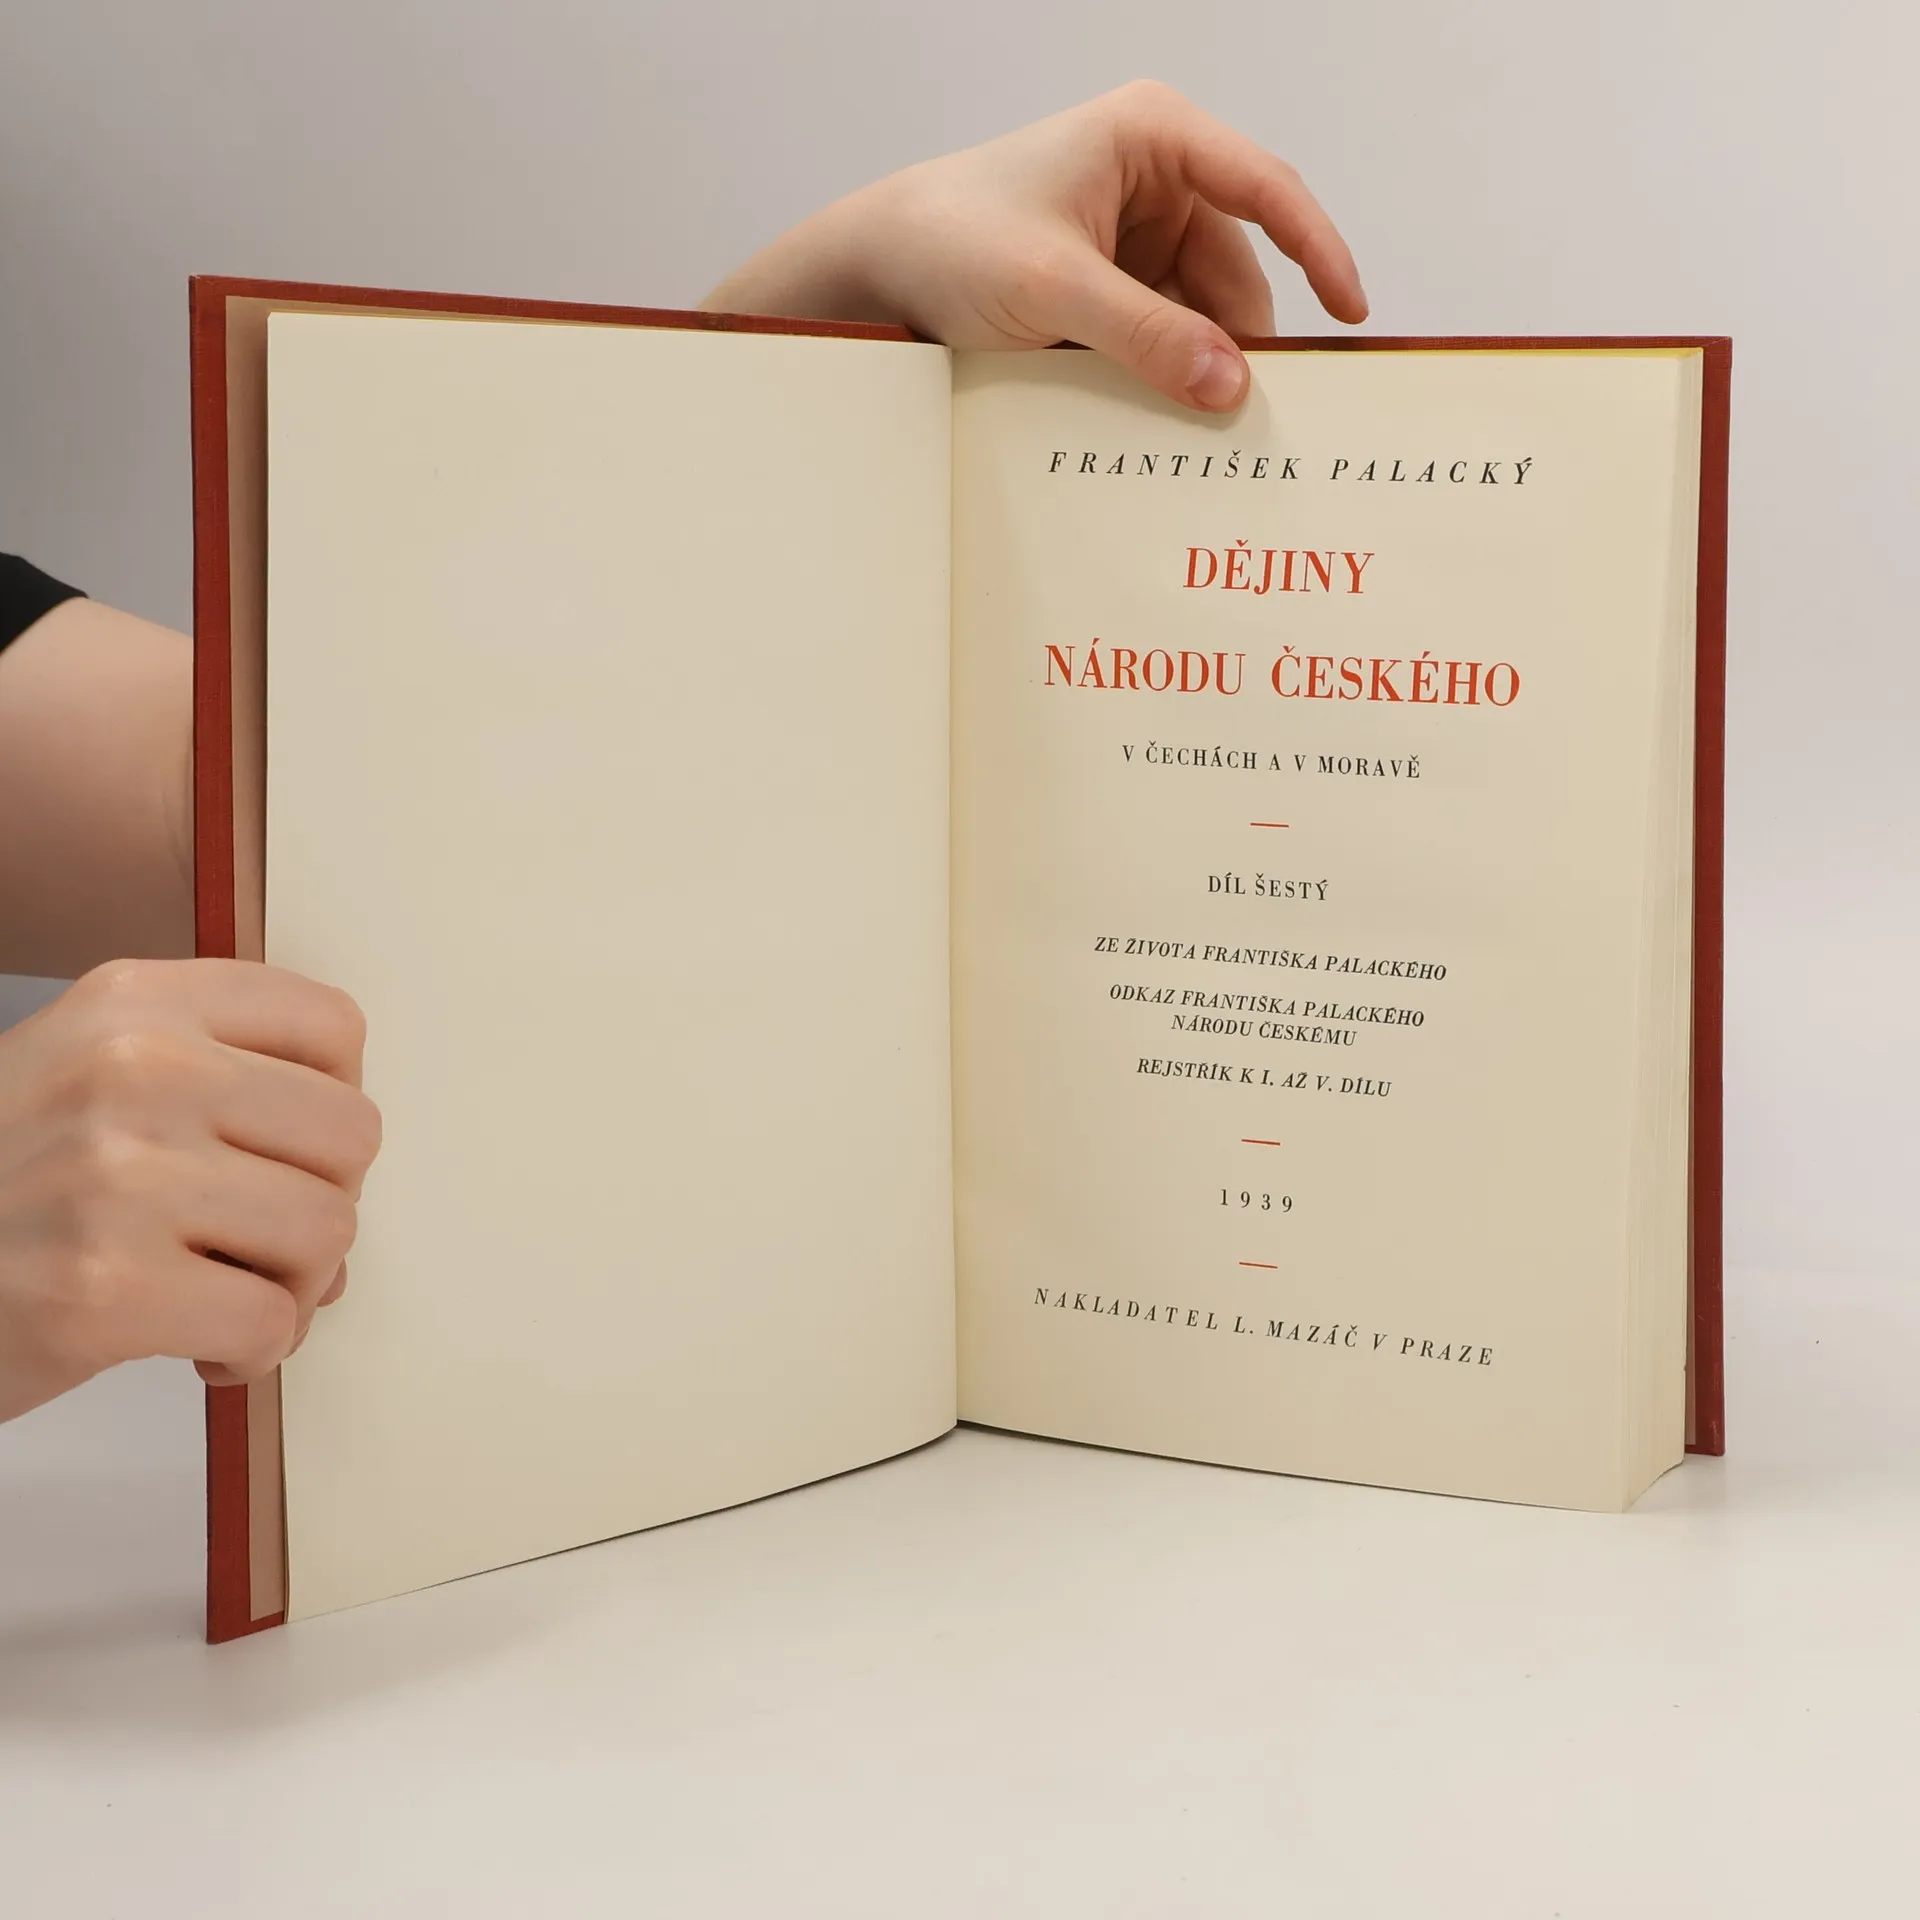 FRANTIŠEK PALACKÝ
DĚJINY
NÁRODU ČESKÉHO
V ČECHÁCH A V MORAVĚ
DÍL ŠESTÝ
ZE ŽIVOTA FRANTIŠKA PALACKÉHO
ODKAZ FRANTIŠKA PALACKÉHO
NÁRODU ČESKÉMU
REJSTŘÍK K I. AŽ V. DÍLU
1939
NAKLADATEL L. MAZÁČ V PRAZE